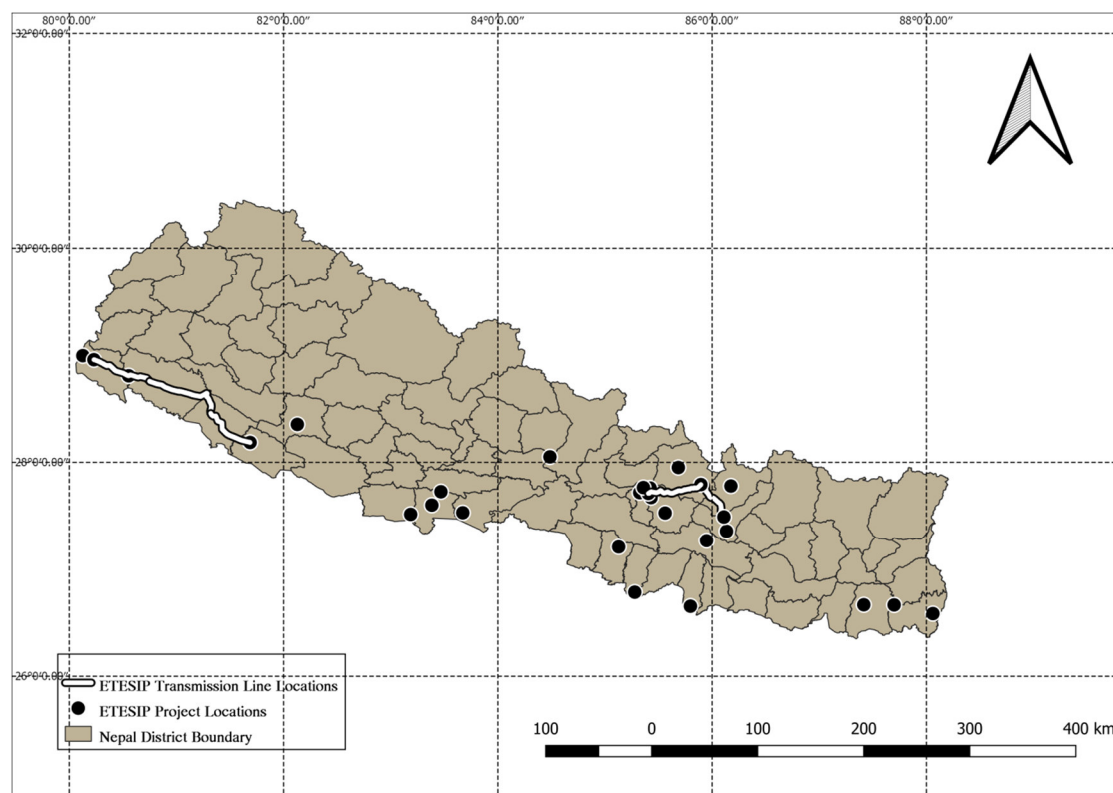 80°0′0.00″ 82°0′0.00″ 84°0′0.00″ 86°0′0.00″ 88°0′0.00″
32°0′0.00″
30°0′0.00″
28°0′0.00″
26°0′0.00″
ETESIP Transmission Line Locations
ETESIP Project Locations
Nepal District Boundary
100 0 100 200 300 400 km